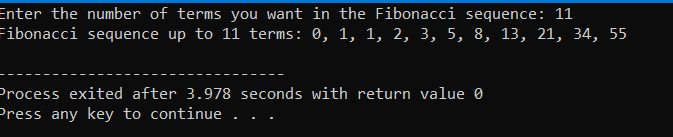 Enter the number of terms you want in the Fibonacci sequence: 11
Fibonacci sequence up to 11 terms: 0, 1, 1, 2, 3, 5, 8, 13, 21, 34, 55
--------------------------------
Process exited after 3.978 seconds with return value 0
Press any key to continue . . .